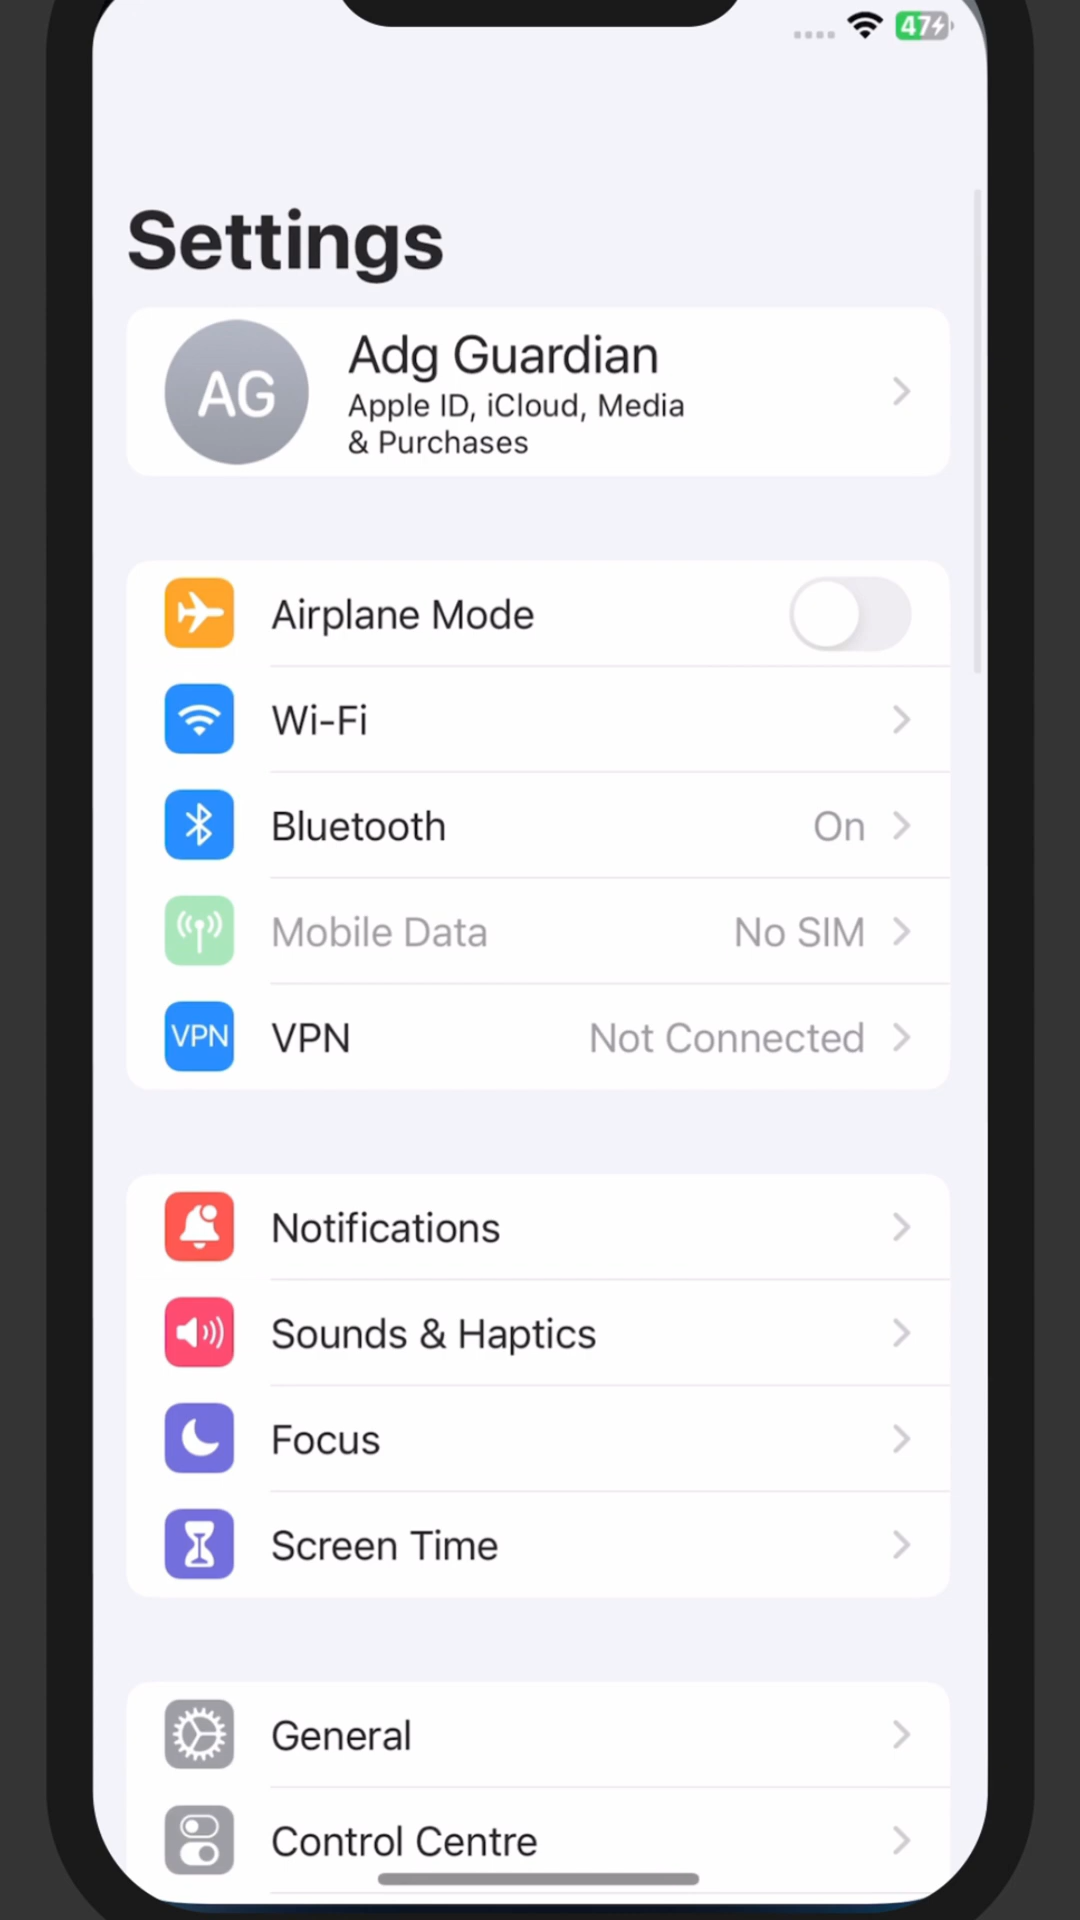 47
Settings
AG
Adg Guardian
Apple ID, iCloud, Media
& Purchases
Airplane Mode
Wi-Fi
Bluetooth On
Mobile Data No SIM
VPN VPN Not Connected
Notifications
Sounds & Haptics
Focus
Screen Time
General
Control Centre